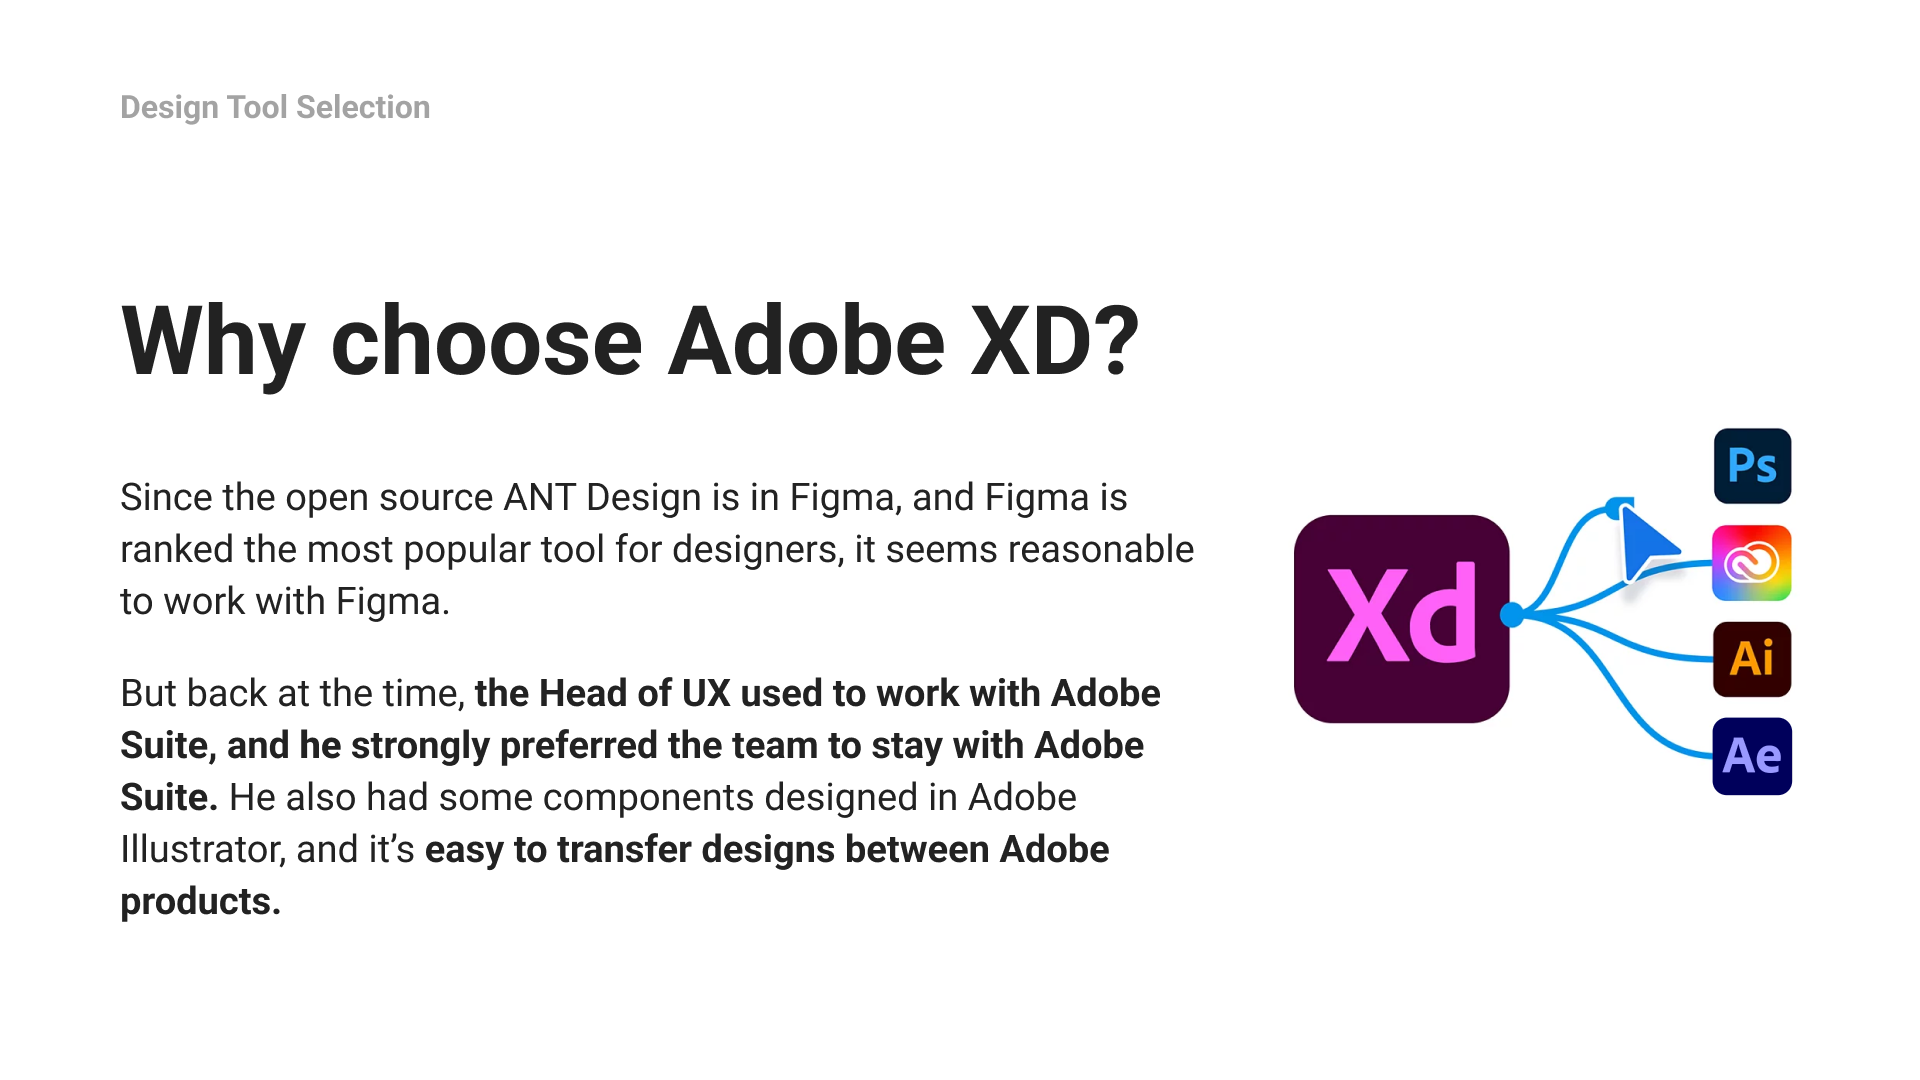 Design Tool Selection
Why choose Adobe XD?
Since the open source ANT Design is in Figma, and Figma is
ranked the most popular tool for designers, it seems reasonable
to work with Figma.
But back at the time, the Head of UX used to work with Adobe
Suite, and he strongly preferred the team to stay with Adobe
Suite. He also had some components designed in Adobe
Illustrator, and it’s easy to transfer designs between Adobe
products.
Xd
Ps
Ai
Ae